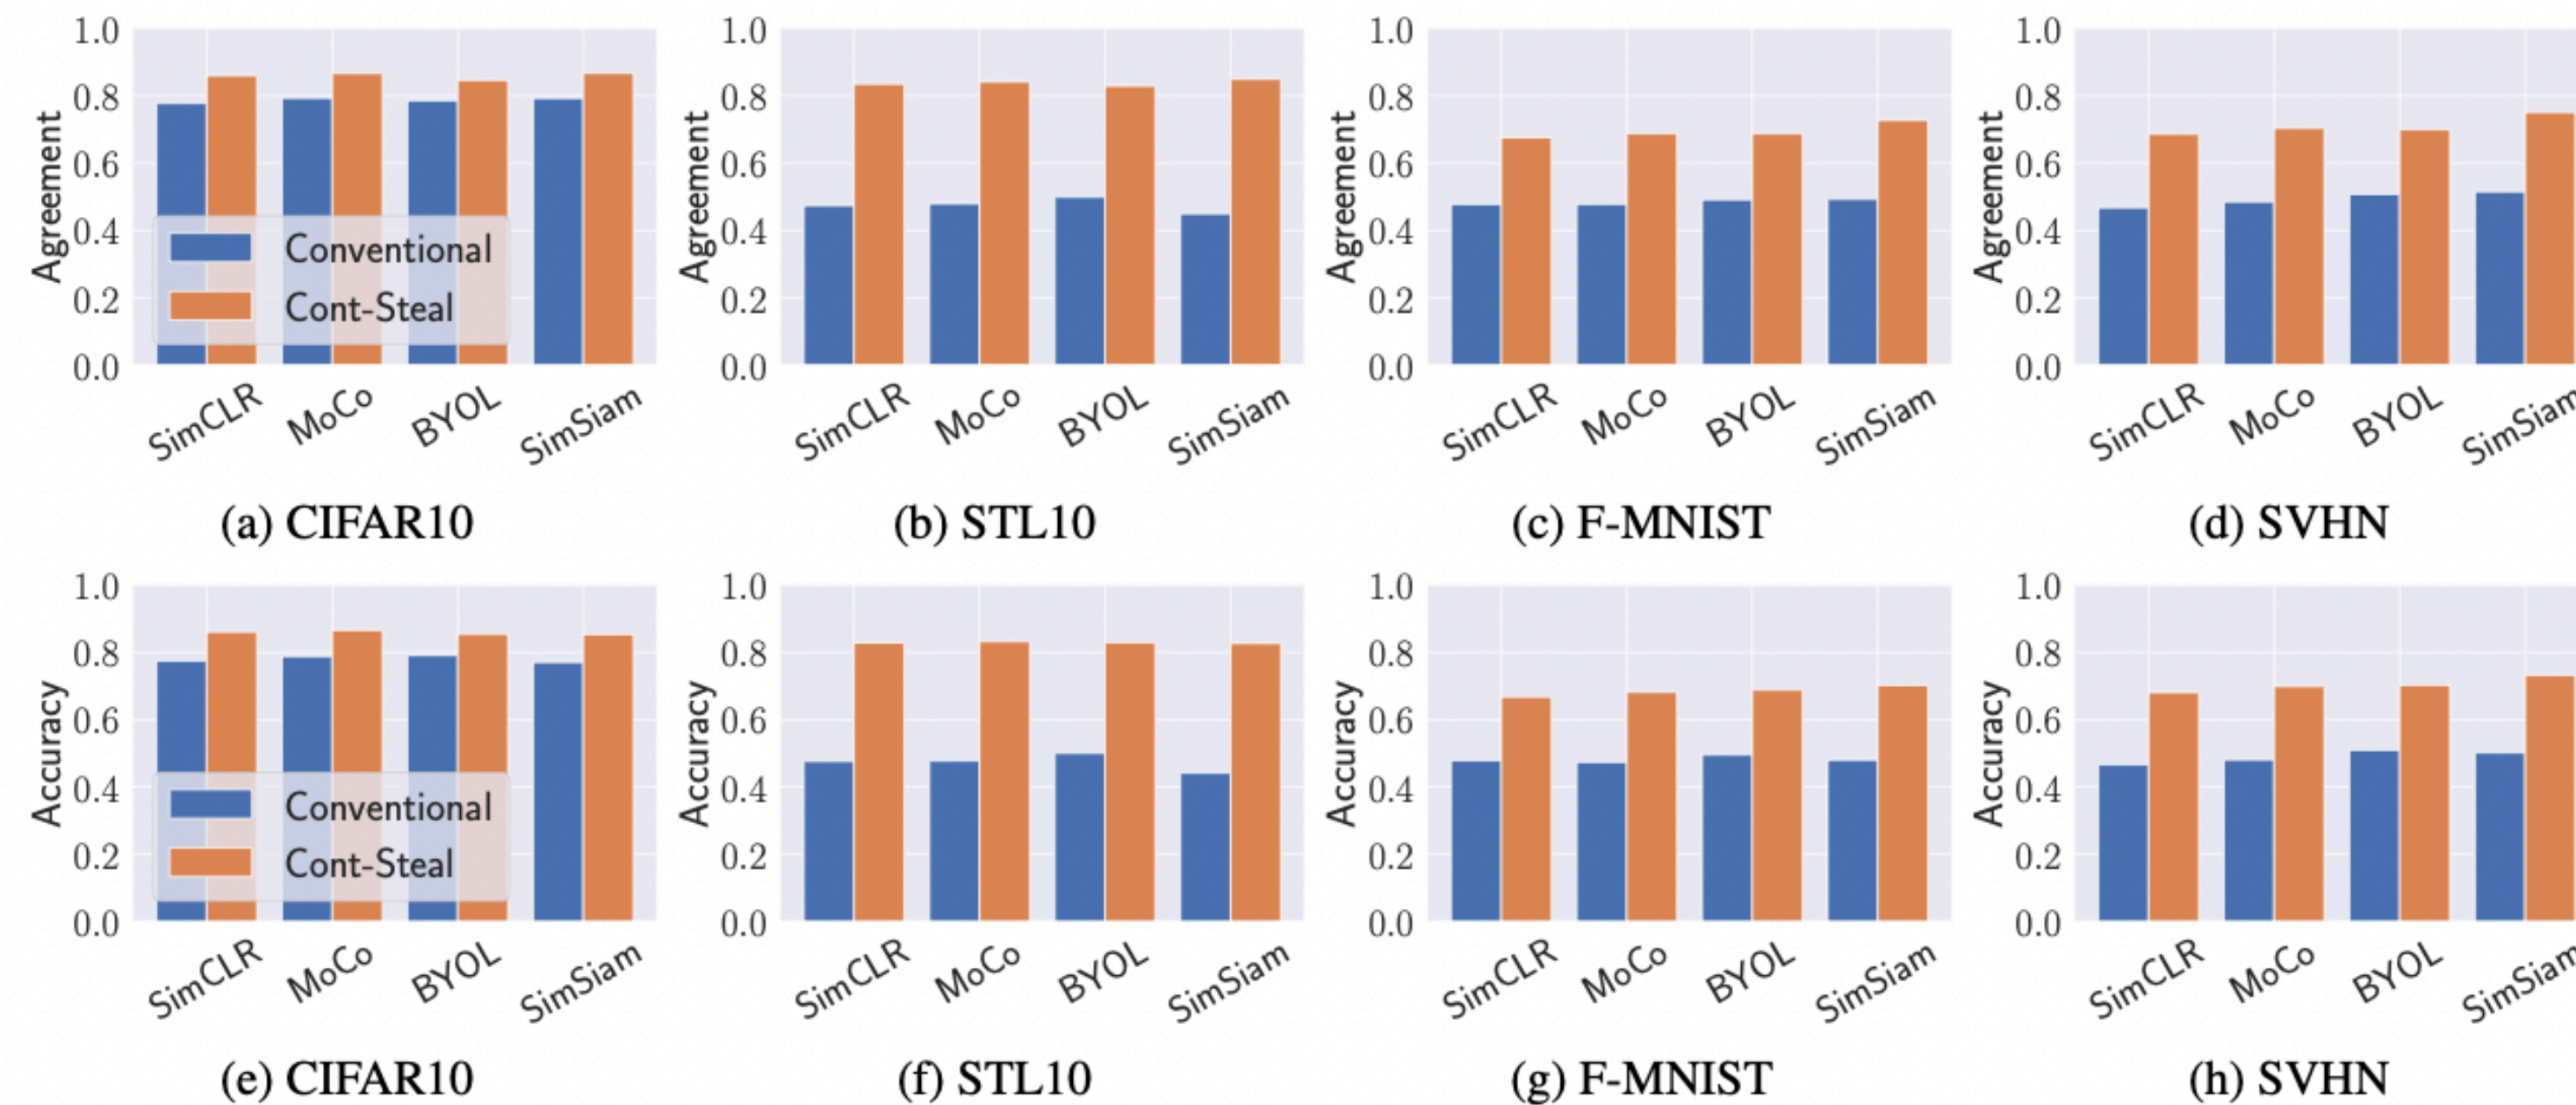 1.0
0.8
0.6
0.4
0.2
0.0
Agreement
Conventional
Cont-Steal
SimCLR MoCo BYOL SimSiam
(a) CIFAR10
1.0
0.8
0.6
0.4
0.2
0.0
Agreement
SimCLR MoCo BYOL SimSiam
(b) STL10
1.0
0.8
0.6
0.4
0.2
0.0
Agreement
SimCLR MoCo BYOL SimSiam
(c) F-MNIST
1.0
0.8
0.6
0.4
0.2
0.0
Agreement
SimCLR MoCo BYOL SimSiam
(d) SVHN
1.0
0.8
0.6
0.4
0.2
0.0
Accuracy
Conventional
Cont-Steal
SimCLR MoCo BYOL SimSiam
(e) CIFAR10
1.0
0.8
0.6
0.4
0.2
0.0
Accuracy
SimCLR MoCo BYOL SimSiam
(f) STL10
1.0
0.8
0.6
0.4
0.2
0.0
Accuracy
SimCLR MoCo BYOL SimSiam
(g) F-MNIST
1.0
0.8
0.6
0.4
0.2
0.0
Accuracy
SimCLR MoCo BYOL SimSiam
(h) SVHN